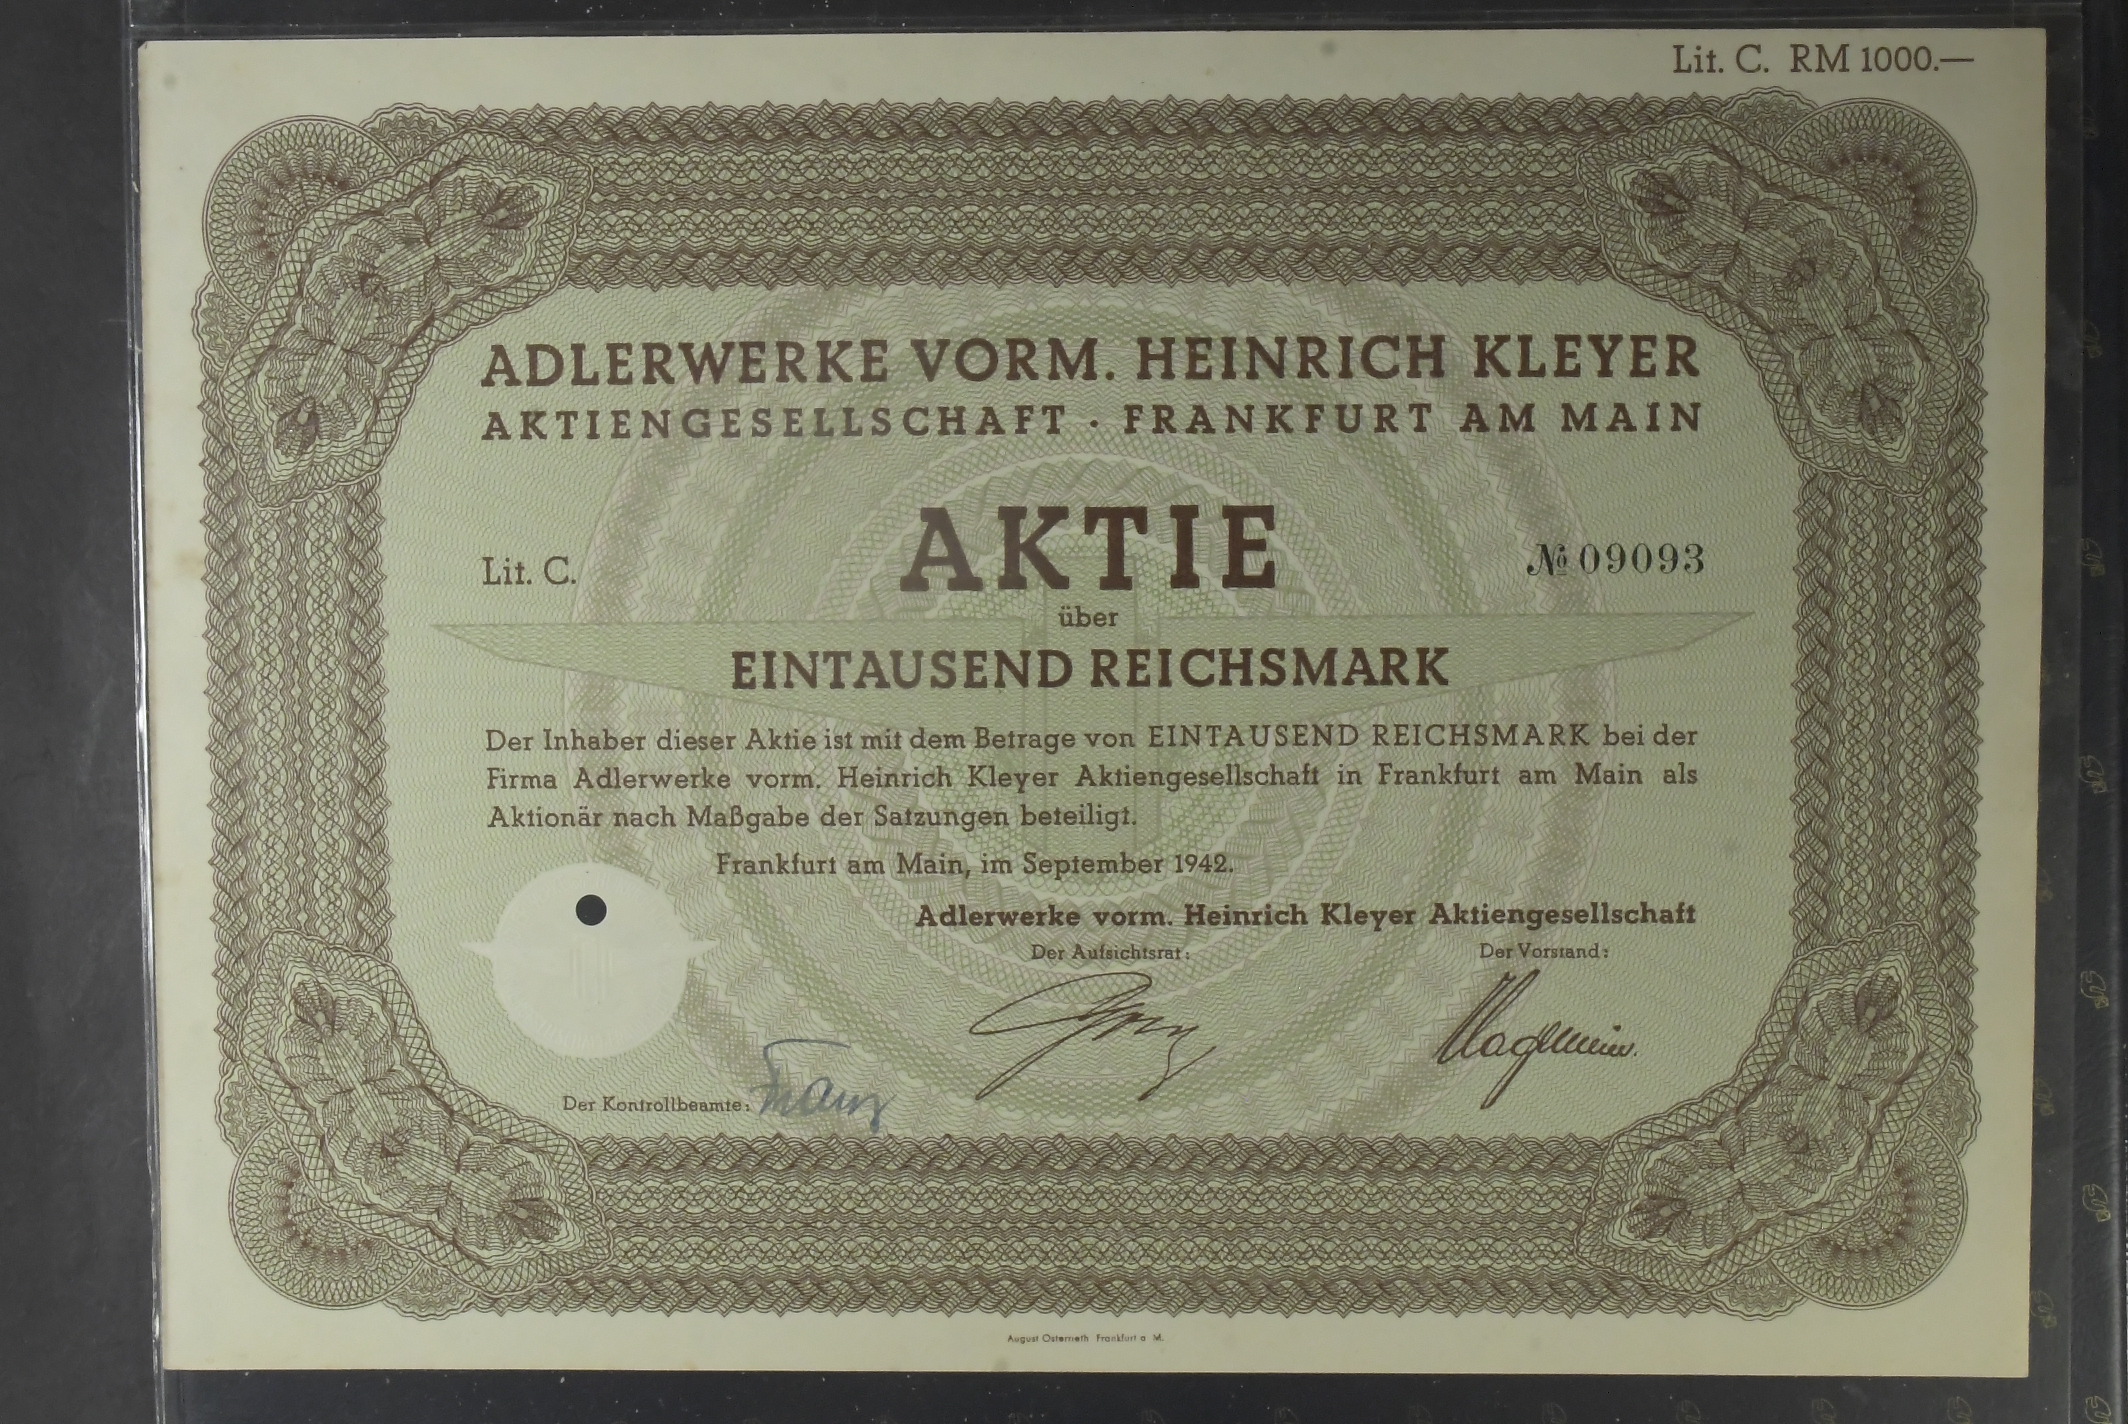 Lit. C. RM 1000.—
ADLERWERKE VORM. HEINRICH KLEYER
AKTIENGESELLSCHAFT · FRANKFURT AM MAIN
AKTIE
Lit. C.
№ 09093
über
EINTAUSEND REICHSMARK
Der Inhaber dieser Aktie ist mit dem Betrage von EINTAUSEND REICHSMARK bei der
Firma Adlerwerke vorm. Heinrich Kleyer Aktiengesellschaft in Frankfurt am Main als
Aktionär nach Maßgabe der Satzungen beteiligt.
Frankfurt am Main, im September 1942.
Adlerwerke vorm. Heinrich Kleyer Aktiengesellschaft
Der Aufsichtsrat:
Der Vorstand:
Der Kontrollbeamte:
August Osterrieth Frankfurt a M.